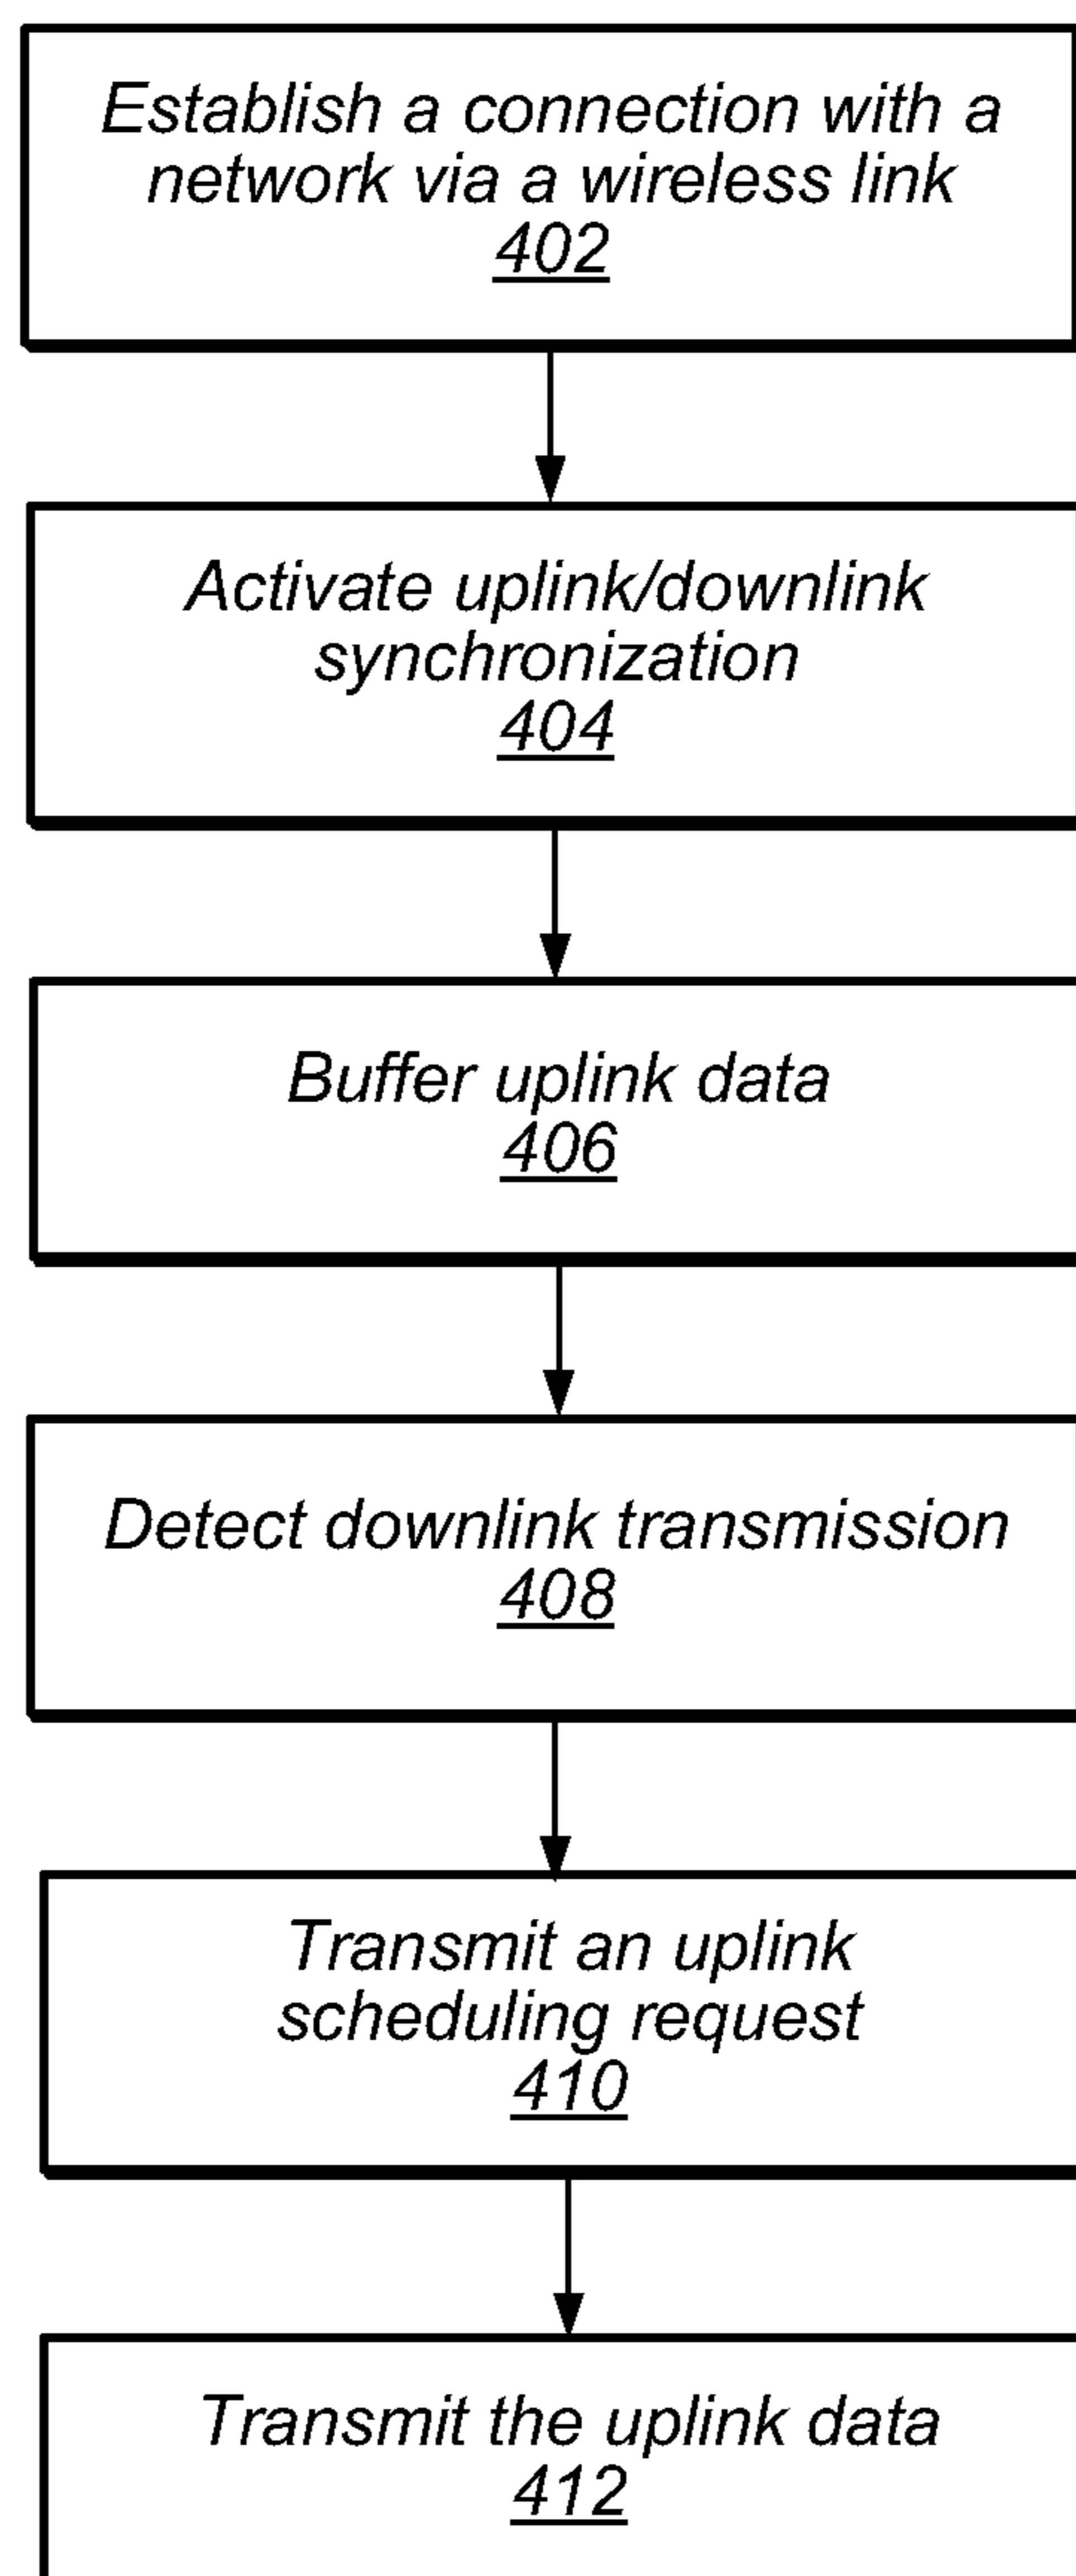 Establish a connection with a
network via a wireless link
402
Activate uplink/downlink
synchronization
404
Buffer uplink data
406
Detect downlink transmission
408
Transmit an uplink
scheduling request
410
Transmit the uplink data
412